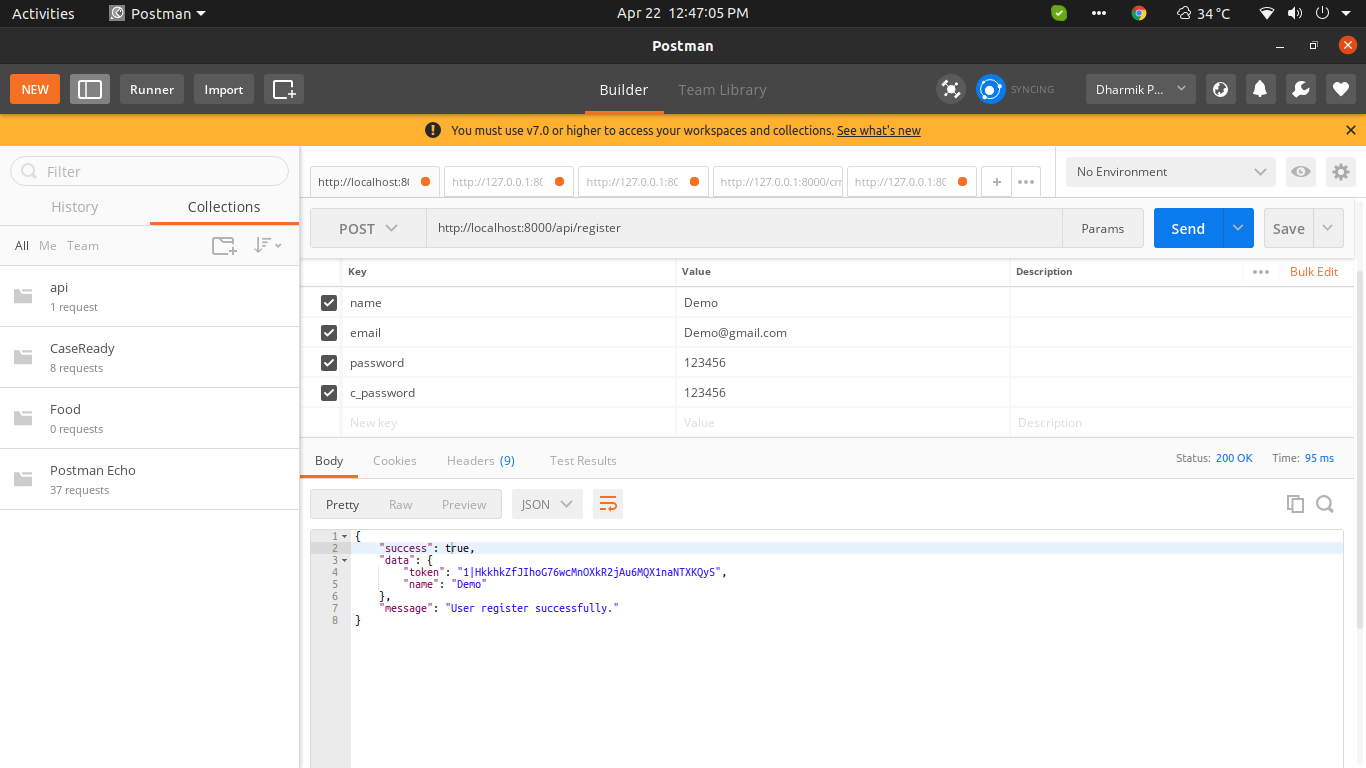 Activities Postman Apr 22 12:47:05 PM 34 °C
Postman
NEW Runner Import Builder Team Library SYNCING Dharmik P...
You must use v7.0 or higher to access your workspaces and collections. See what's new
Filter
History Collections
All Me Team
api
1 request
CaseReady
8 requests
Food
0 requests
Postman Echo
37 requests
http://localhost:80 http://127.0.0.1:80 http://127.0.0.1:80 http://127.0.0.1:8000/crr http://127.0.0.1:80 + ••• No Environment
POST http://localhost:8000/api/register Params Send Save
Key Value Description ••• Bulk Edit
name Demo
email Demo@gmail.com
password 123456
c_password 123456
New key Value Description
Body Cookies Headers (9) Test Results Status: 200 OK Time: 95 ms
Pretty Raw Preview JSON
1 {
2 "success": true,
3 "data": {
4 "token": "1|HkkhkZfJIhoG76wcMnOXkR2jAu6MQX1naNTXKQyS",
5 "name": "Demo"
6 },
7 "message": "User register successfully."
8 }